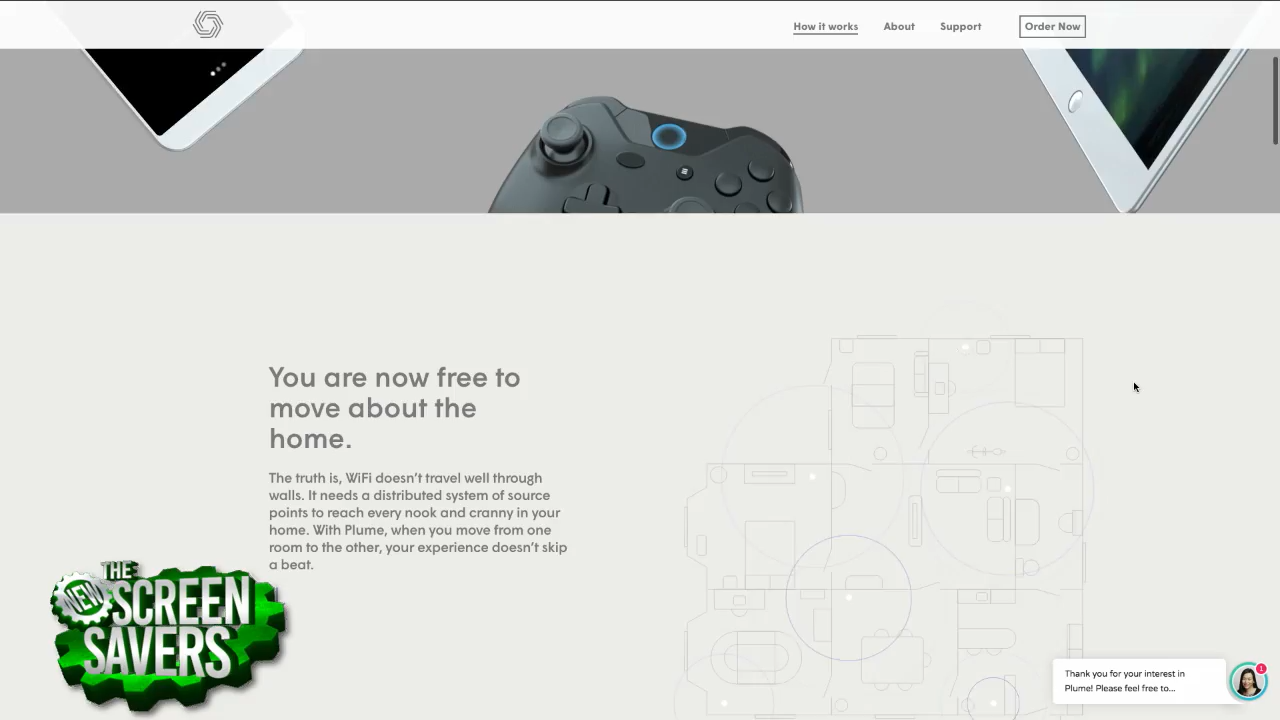 How it works
About
Support
Order Now
You are now free to
move about the
home.
The truth is, WiFi doesn't travel well through
walls. It needs a distributed system of source
points to reach every nook and cranny in your
home. With Plume, when you move from one
room to the other, your experience doesn't skip
a beat.
THE
NEW
SCREEN
SAVERS
Thank you for your interest in
Plume! Please feel free to...
1